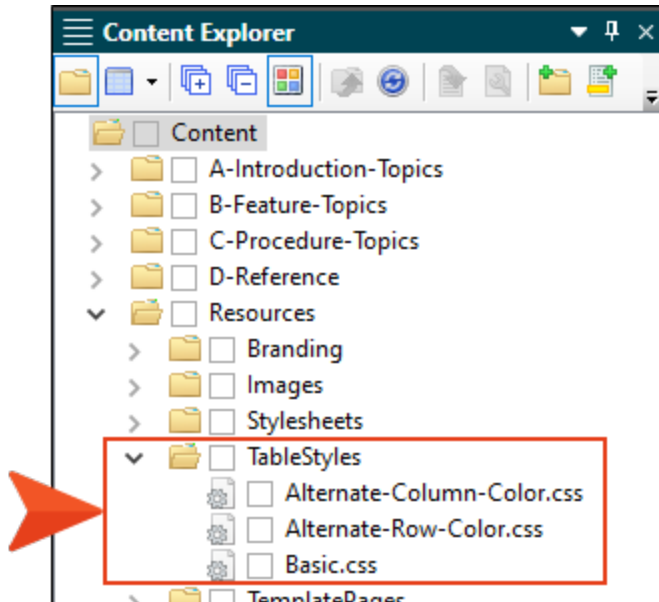 Content Explorer
Content
A-Introduction-Topics
B-Feature-Topics
C-Procedure-Topics
D-Reference
Resources
Branding
Images
Stylesheets
TableStyles
Alternate-Column-Color.css
Alternate-Row-Color.css
Basic.css
TemplatePages